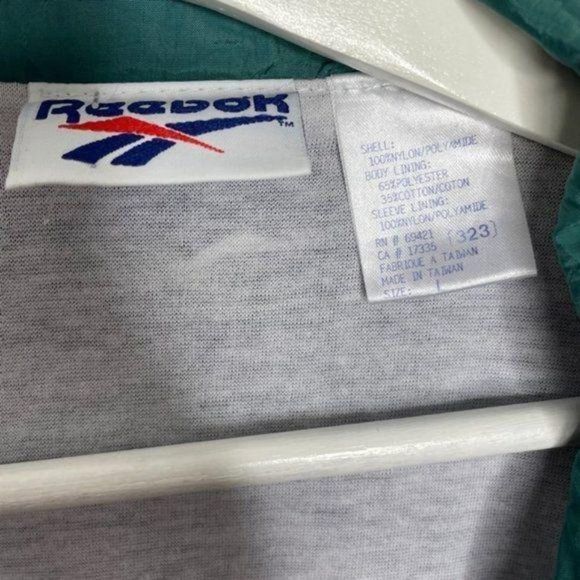 Reebok
TM
SHELL:
100%NYLON/POLYAMIDE
BODY LINING:
65%POLYESTER
35%COTTON/COTON
SLEEVE LINING:
100%NYLON/POLYAMIDE
RN # 69421
CA # 17335 (323)
FABRIQUE A TAIWAN
MADE IN TAIWAN
SIZE: L